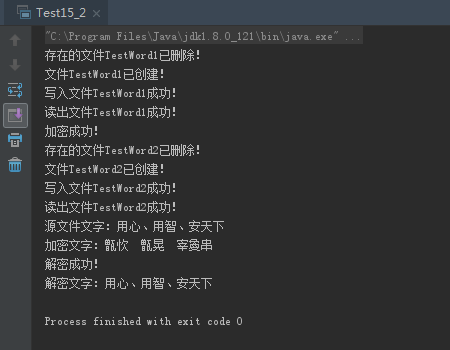 Test15_2
"C:\Program Files\Java\jdk1.8.0_121\bin\java.exe" ...
存在的文件TestWord1已删除!
文件TestWord1已创建!
写入文件TestWord1成功!
读出文件TestWord1成功!
加密成功!
存在的文件TestWord2已删除!
文件TestWord2已创建!
写入文件TestWord2成功!
读出文件TestWord2成功!
源文件文字: 用心、用智、安天下
加密文字:
解密成功!
解密文字: 用心、用智、安天下
Process finished with exit code 0